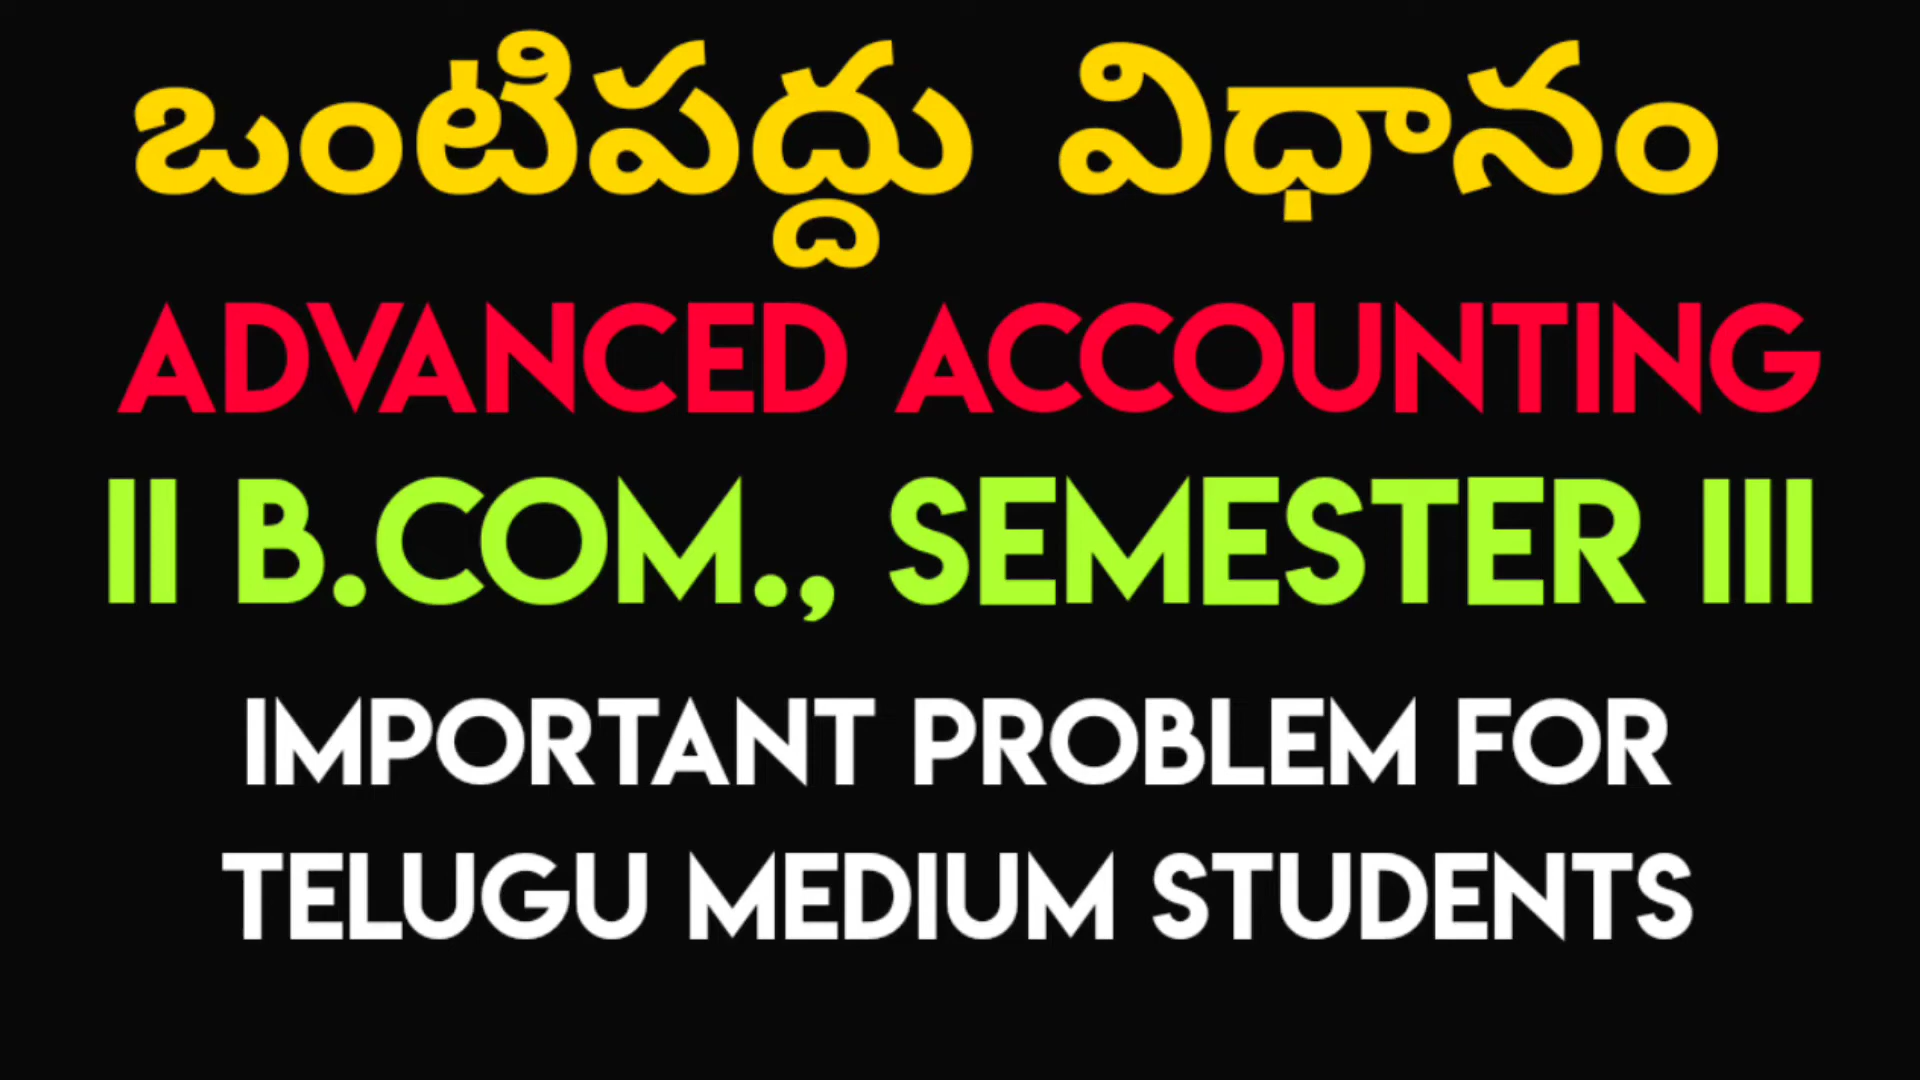 ఒంటిపద్దు విధానం
ADVANCED ACCOUNTING
II B.COM., SEMESTER III
IMPORTANT PROBLEM FOR
TELUGU MEDIUM STUDENTS